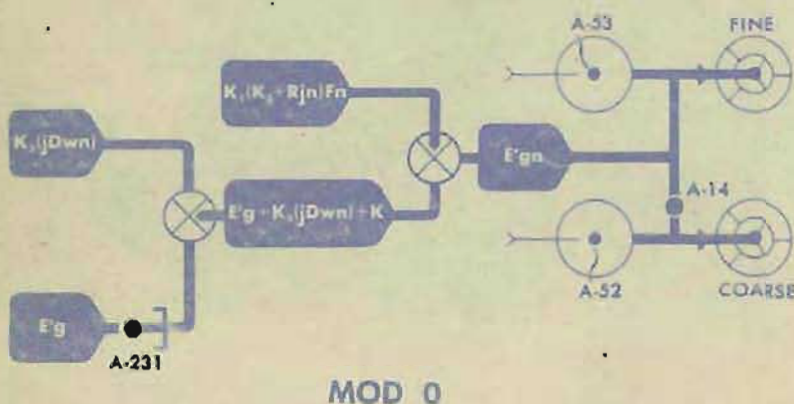 A-53
FINE
K₁(K₂+Rjn)Fn
K₃(jDwn)
E'gn
A-14
E'g+K₃(jDwn)+K
A-52
COARSE
E'g
A-231
MOD 0